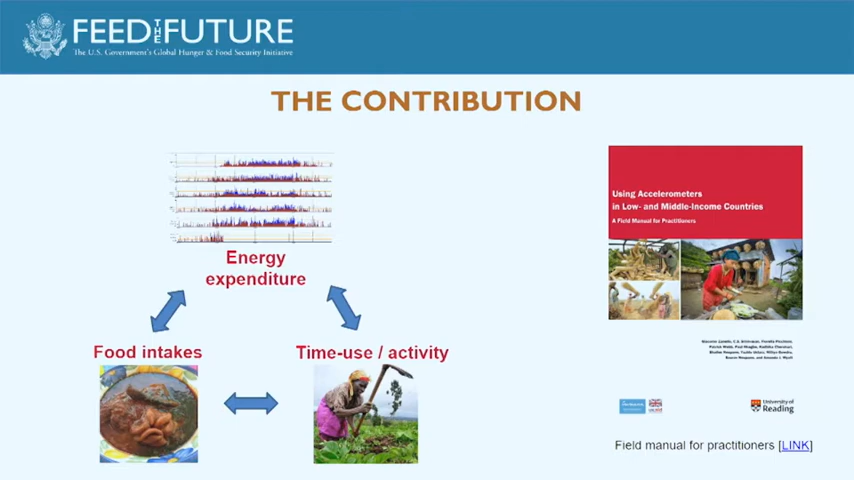 FEED THE FUTURE
The U.S. Government's Global Hunger & Food Security Initiative
THE CONTRIBUTION
Energy
expenditure
Food intakes
Time-use / activity
Using Accelerometers
in Low- and Middle-Income Countries
A Field Manual for Practitioners
University of
Reading
Field manual for practitioners [LINK]